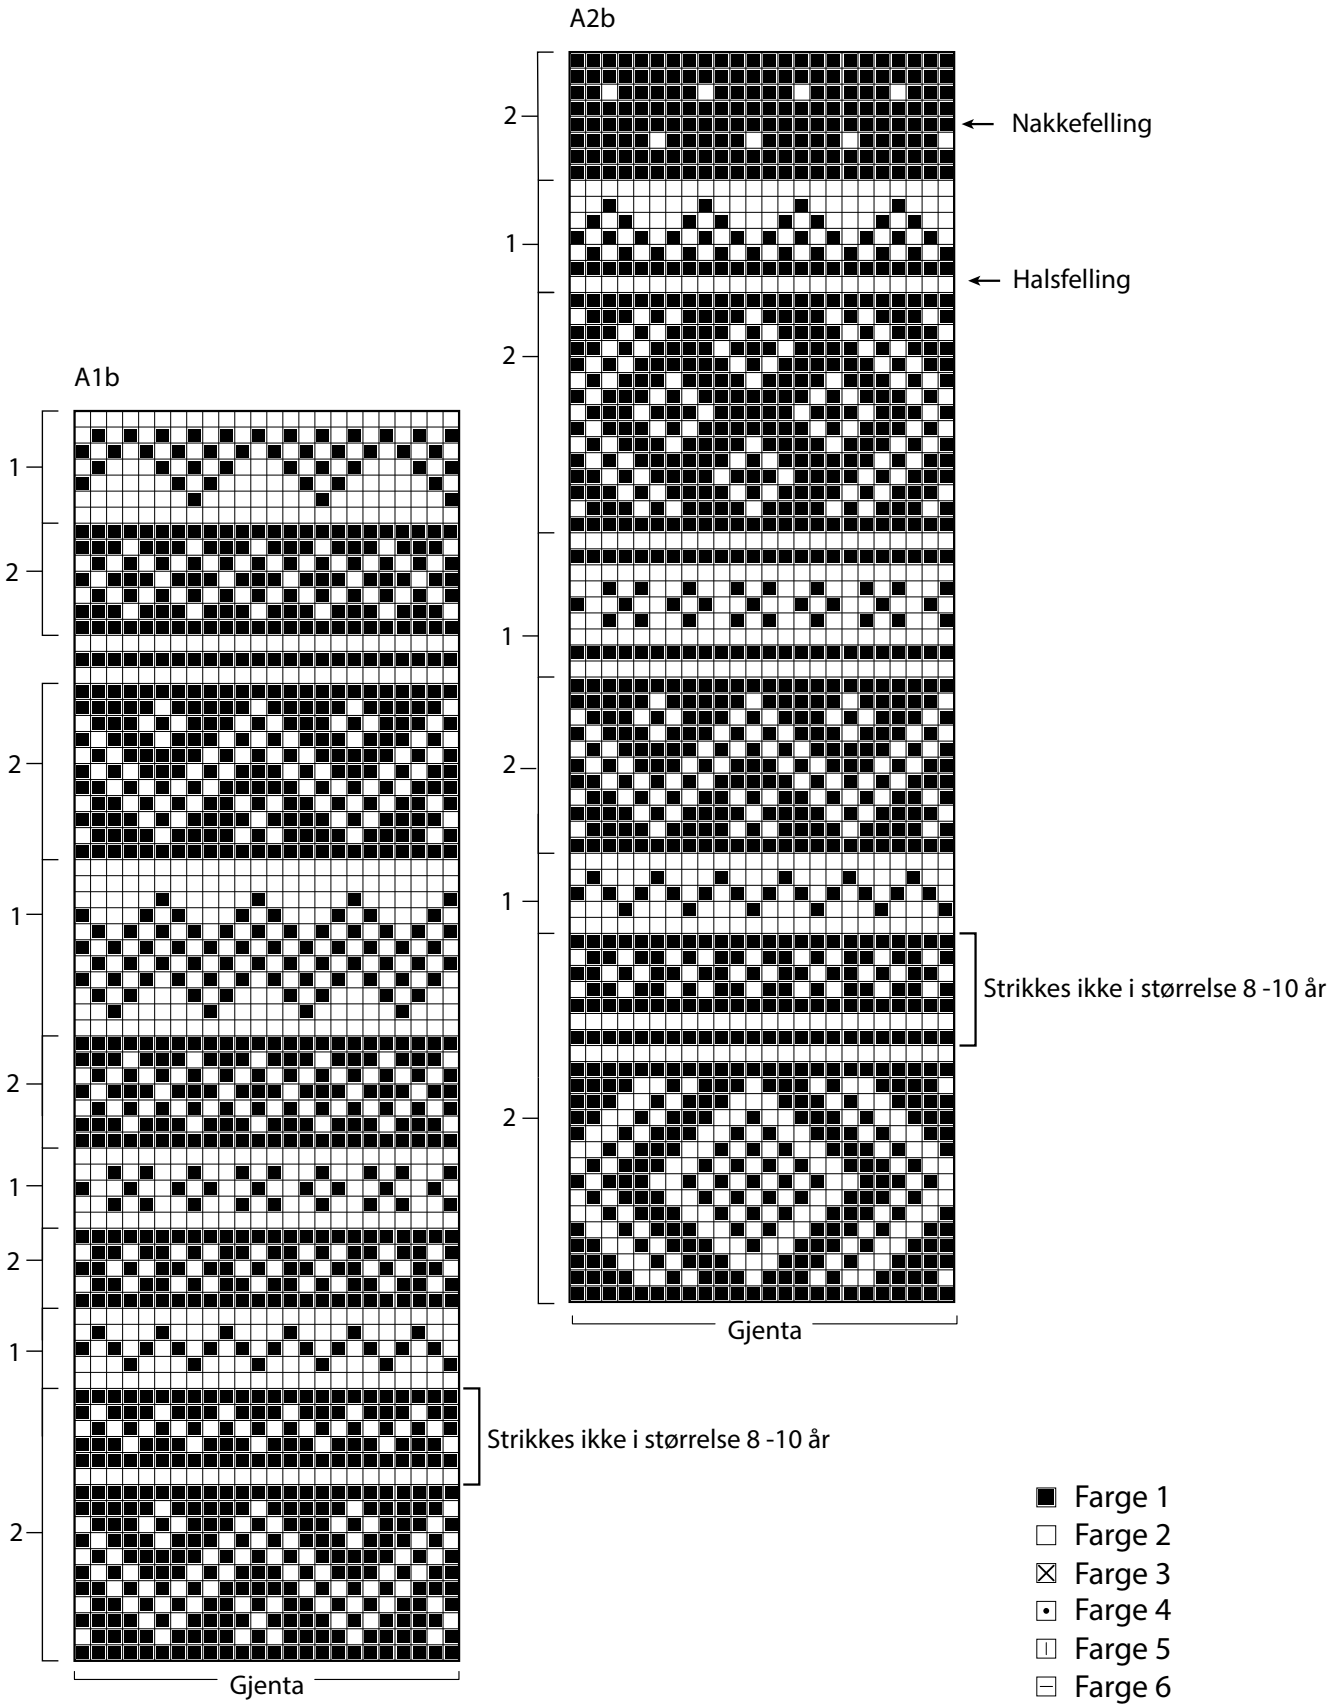 A2b
2
Nakkefelling
1
Halsfelling
2
A1b
1
2
1
2
2
1
2
1
Strikkes ikke i størrelse 8 -10 år
2
Gjenta
2
1
2
1
Strikkes ikke i størrelse 8 -10 år
2
Gjenta
Farge 1
Farge 2
Farge 3
Farge 4
Farge 5
Farge 6